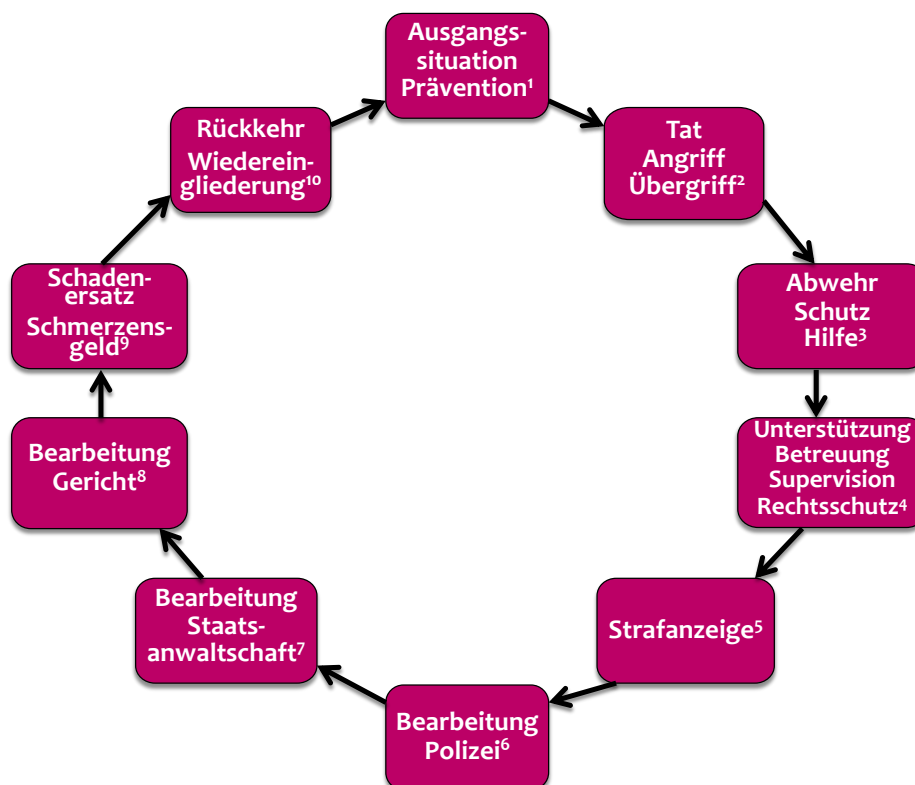 Ausgangs-
situation
Prävention¹
Tat
Angriff
Übergriff²
Abwehr
Schutz
Hilfe³
Unterstützung
Betreuung
Supervision
Rechtsschutz⁴
Strafanzeige⁵
Bearbeitung
Polizei⁶
Bearbeitung
Staats-
anwaltschaft⁷
Bearbeitung
Gericht⁸
Schaden-
ersatz
Schmerzens-
geld⁹
Rückkehr
Wiederein-
gliederung¹⁰